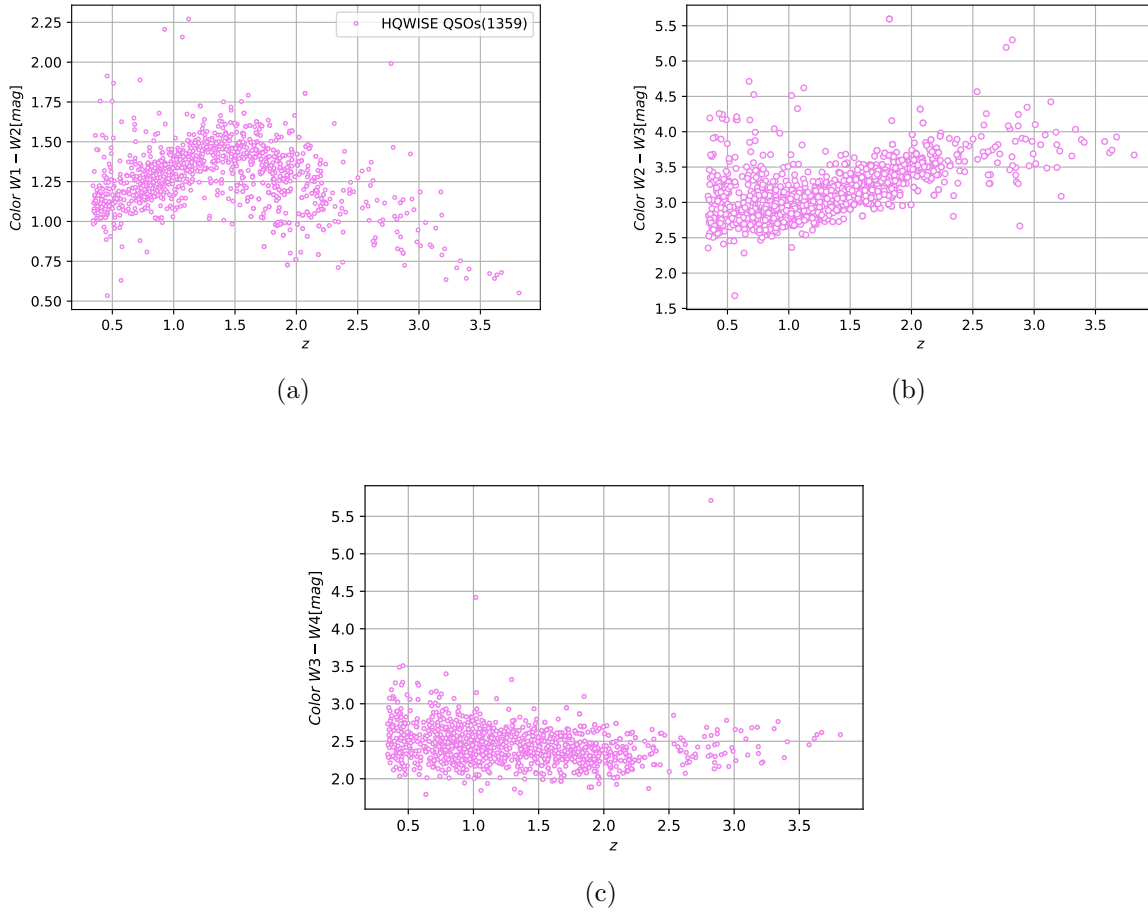 2.25
2.00
1.75
1.50
1.25
1.00
0.75
0.50
Color W1 − W2[mag]
HQWISE QSOs(1359)
0.5 1.0 1.5 2.0 2.5 3.0 3.5
z
(a)
5.5
5.0
4.5
4.0
3.5
3.0
2.5
2.0
1.5
Color W2 − W3[mag]
0.5 1.0 1.5 2.0 2.5 3.0 3.5
z
(b)
5.5
5.0
4.5
4.0
3.5
3.0
2.5
2.0
Color W3 − W4[mag]
0.5 1.0 1.5 2.0 2.5 3.0 3.5
z
(c)